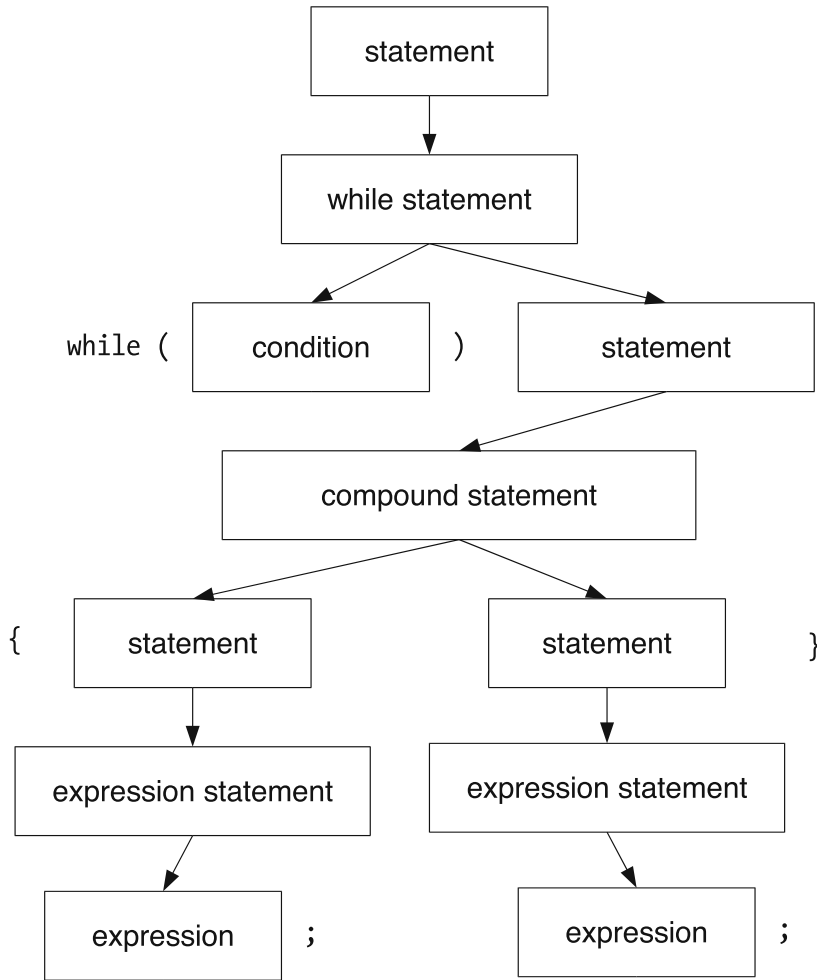 statement
while statement
while ( condition ) statement
compound statement
{ statement statement }
expression statement expression statement
expression ; expression ;